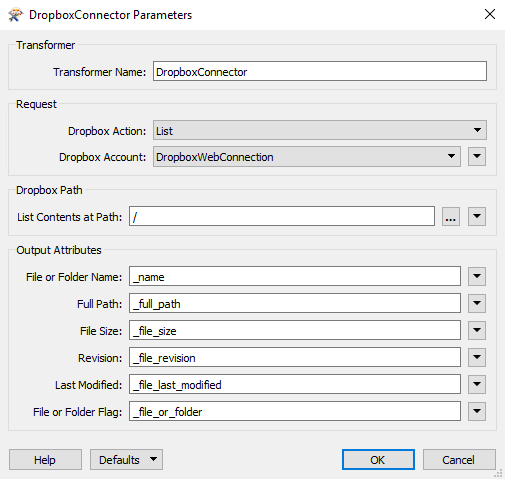 DropboxConnector Parameters
Transformer
Transformer Name: DropboxConnector
Request
Dropbox Action: List
Dropbox Account: DropboxWebConnection
Dropbox Path
List Contents at Path: / ...
Output Attributes
File or Folder Name: _name
Full Path: _full_path
File Size: _file_size
Revision: _file_revision
Last Modified: _file_last_modified
File or Folder Flag: _file_or_folder
Help Defaults OK Cancel